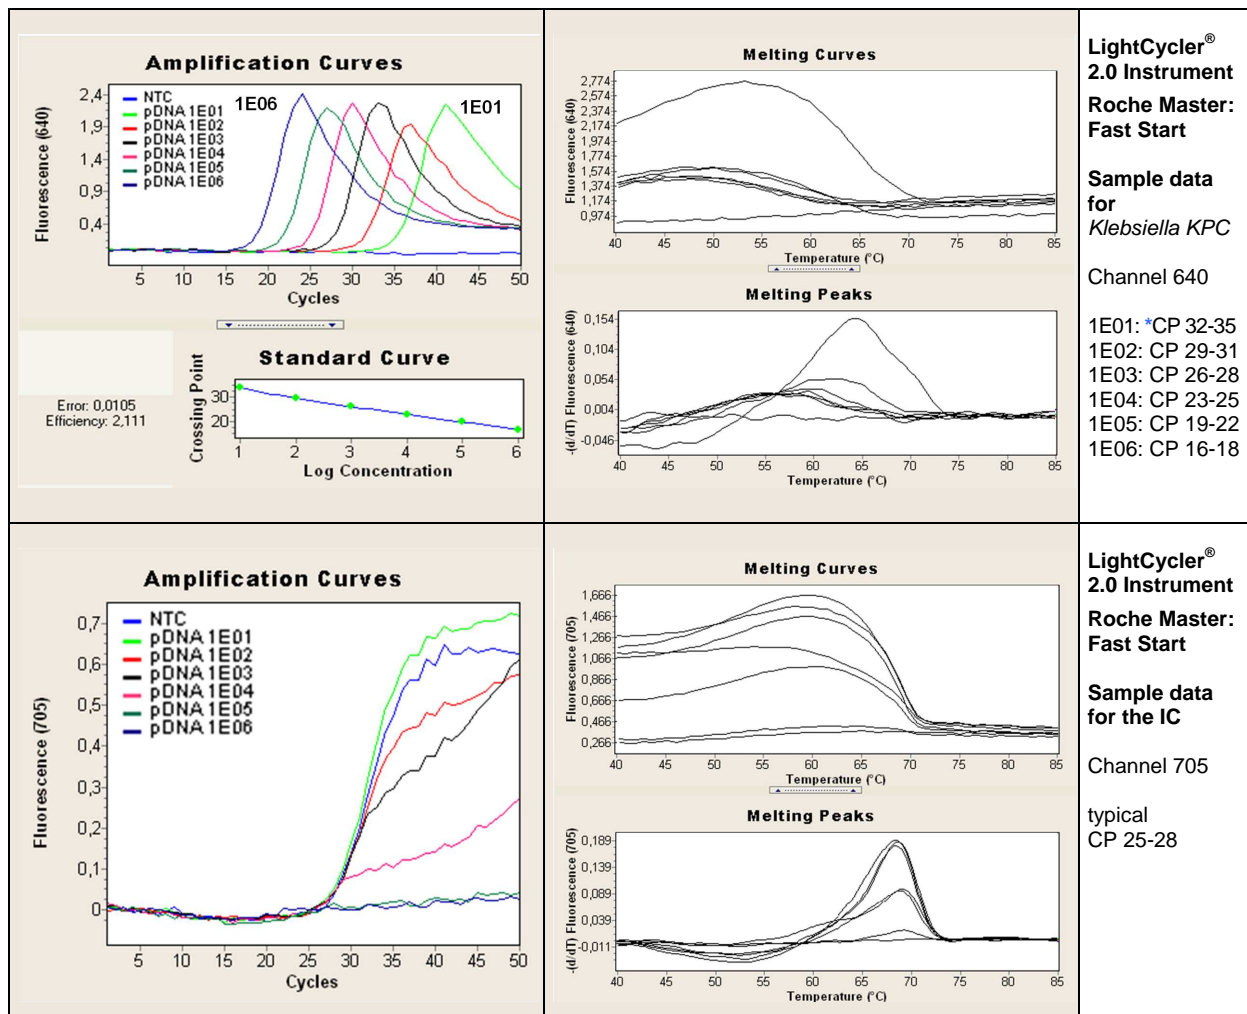 Amplification Curves
Fluorescence (640)
2,4
1,9
1,4
0,9
0,4
NTC
pDNA 1E01
pDNA 1E02
pDNA 1E03
pDNA 1E04
pDNA 1E05
pDNA 1E06
1E06
1E01
5 10 15 20 25 30 35 40 45 50
Cycles
Error: 0,0105
Efficiency: 2,111
Standard Curve
Crossing Point
30
20
1 2 3 4 5 6
Log Concentration
Melting Curves
Fluorescence (640)
2,774
2,574
2,374
2,174
1,974
1,774
1,574
1,374
1,174
0,974
40 45 50 55 60 65 70 75 80 85
Temperature (°C)
Melting Peaks
-(d/dT) Fluorescence (640)
0,154
0,104
0,054
0,004
-0,046
40 45 50 55 60 65 70 75 80 85
Temperature (°C)
LightCycler®
2.0 Instrument
Roche Master:
Fast Start
Sample data
for
Klebsiella KPC
Channel 640
1E01: *CP 32-35
1E02: CP 29-31
1E03: CP 26-28
1E04: CP 23-25
1E05: CP 19-22
1E06: CP 16-18
Amplification Curves
Fluorescence (705)
0,7
0,6
0,5
0,4
0,3
0,2
0,1
0
NTC
pDNA 1E01
pDNA 1E02
pDNA 1E03
pDNA 1E04
pDNA 1E05
pDNA 1E06
5 10 15 20 25 30 35 40 45 50
Cycles
Melting Curves
Fluorescence (705)
1,666
1,466
1,266
1,066
0,866
0,666
0,466
0,266
40 45 50 55 60 65 70 75 80 85
Temperature (°C)
Melting Peaks
-(d/dT) Fluorescence (705)
0,189
0,139
0,089
0,039
-0,011
40 45 50 55 60 65 70 75 80 85
Temperature (°C)
LightCycler®
2.0 Instrument
Roche Master:
Fast Start
Sample data
for the IC
Channel 705
typical
CP 25-28